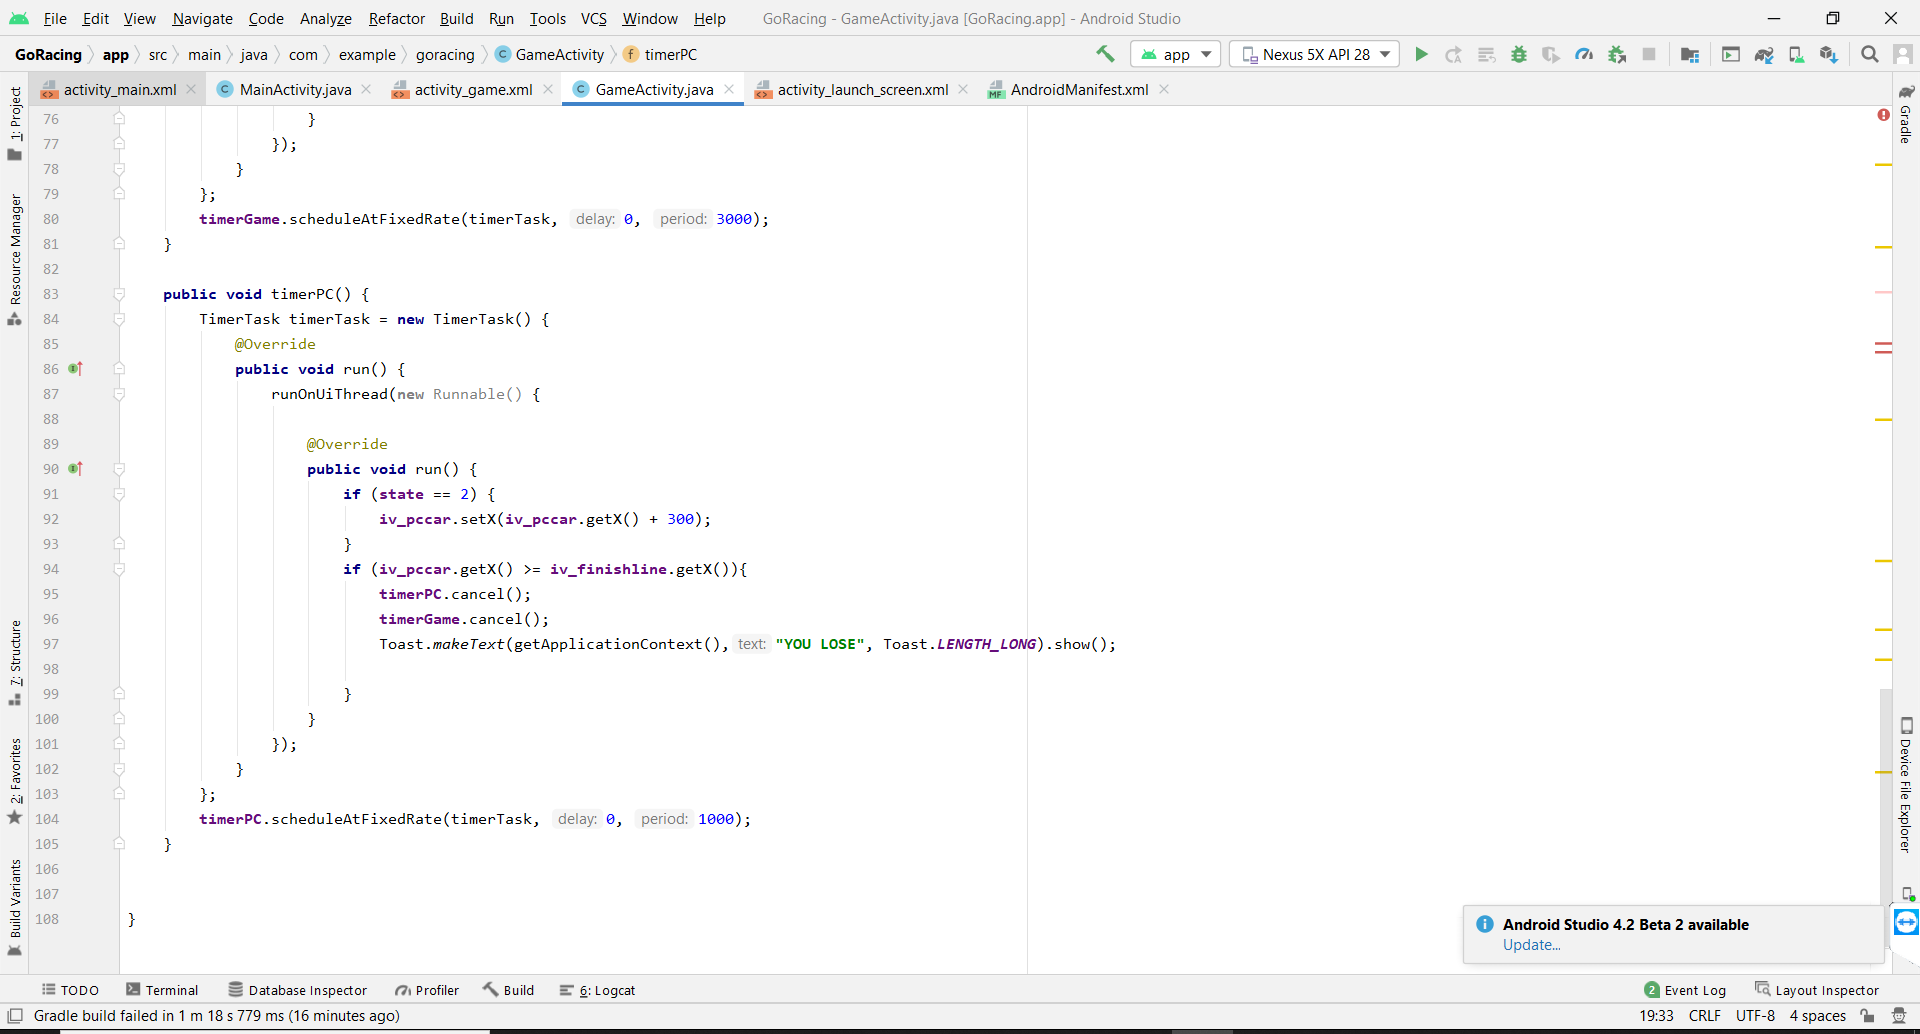 File Edit View Navigate Code Analyze Refactor Build Run Tools VCS Window Help GoRacing - GameActivity.java [GoRacing.app] - Android Studio
GoRacing app src main java com example goracing C GameActivity f timerPC app Nexus 5X API 28
activity_main.xml C MainActivity.java activity_game.xml C GameActivity.java activity_launch_screen.xml MF AndroidManifest.xml
1: Project
Resource Manager
7: Structure
2: Favorites
Build Variants
76 }
77 });
78 }
79 };
80 timerGame.scheduleAtFixedRate(timerTask, delay: 0, period: 3000);
81 }
82
83 public void timerPC() {
84 TimerTask timerTask = new TimerTask() {
85 @Override
86 public void run() {
87 runOnUiThread(new Runnable() {
88
89 @Override
90 public void run() {
91 if (state == 2) {
92 iv_pccar.setX(iv_pccar.getX() + 300);
93 }
94 if (iv_pccar.getX() >= iv_finishline.getX()){
95 timerPC.cancel();
96 timerGame.cancel();
97 Toast.makeText(getApplicationContext(), text: "YOU LOSE", Toast.LENGTH_LONG).show();
98
99 }
100 }
101 });
102 }
103 };
104 timerPC.scheduleAtFixedRate(timerTask, delay: 0, period: 1000);
105 }
106
107
108 }
Gradle
Device File Explorer
Android Studio 4.2 Beta 2 available
Update...
TODO Terminal Database Inspector Profiler Build 6: Logcat 2 Event Log Layout Inspector
Gradle build failed in 1 m 18 s 779 ms (16 minutes ago) 19:33 CRLF UTF-8 4 spaces